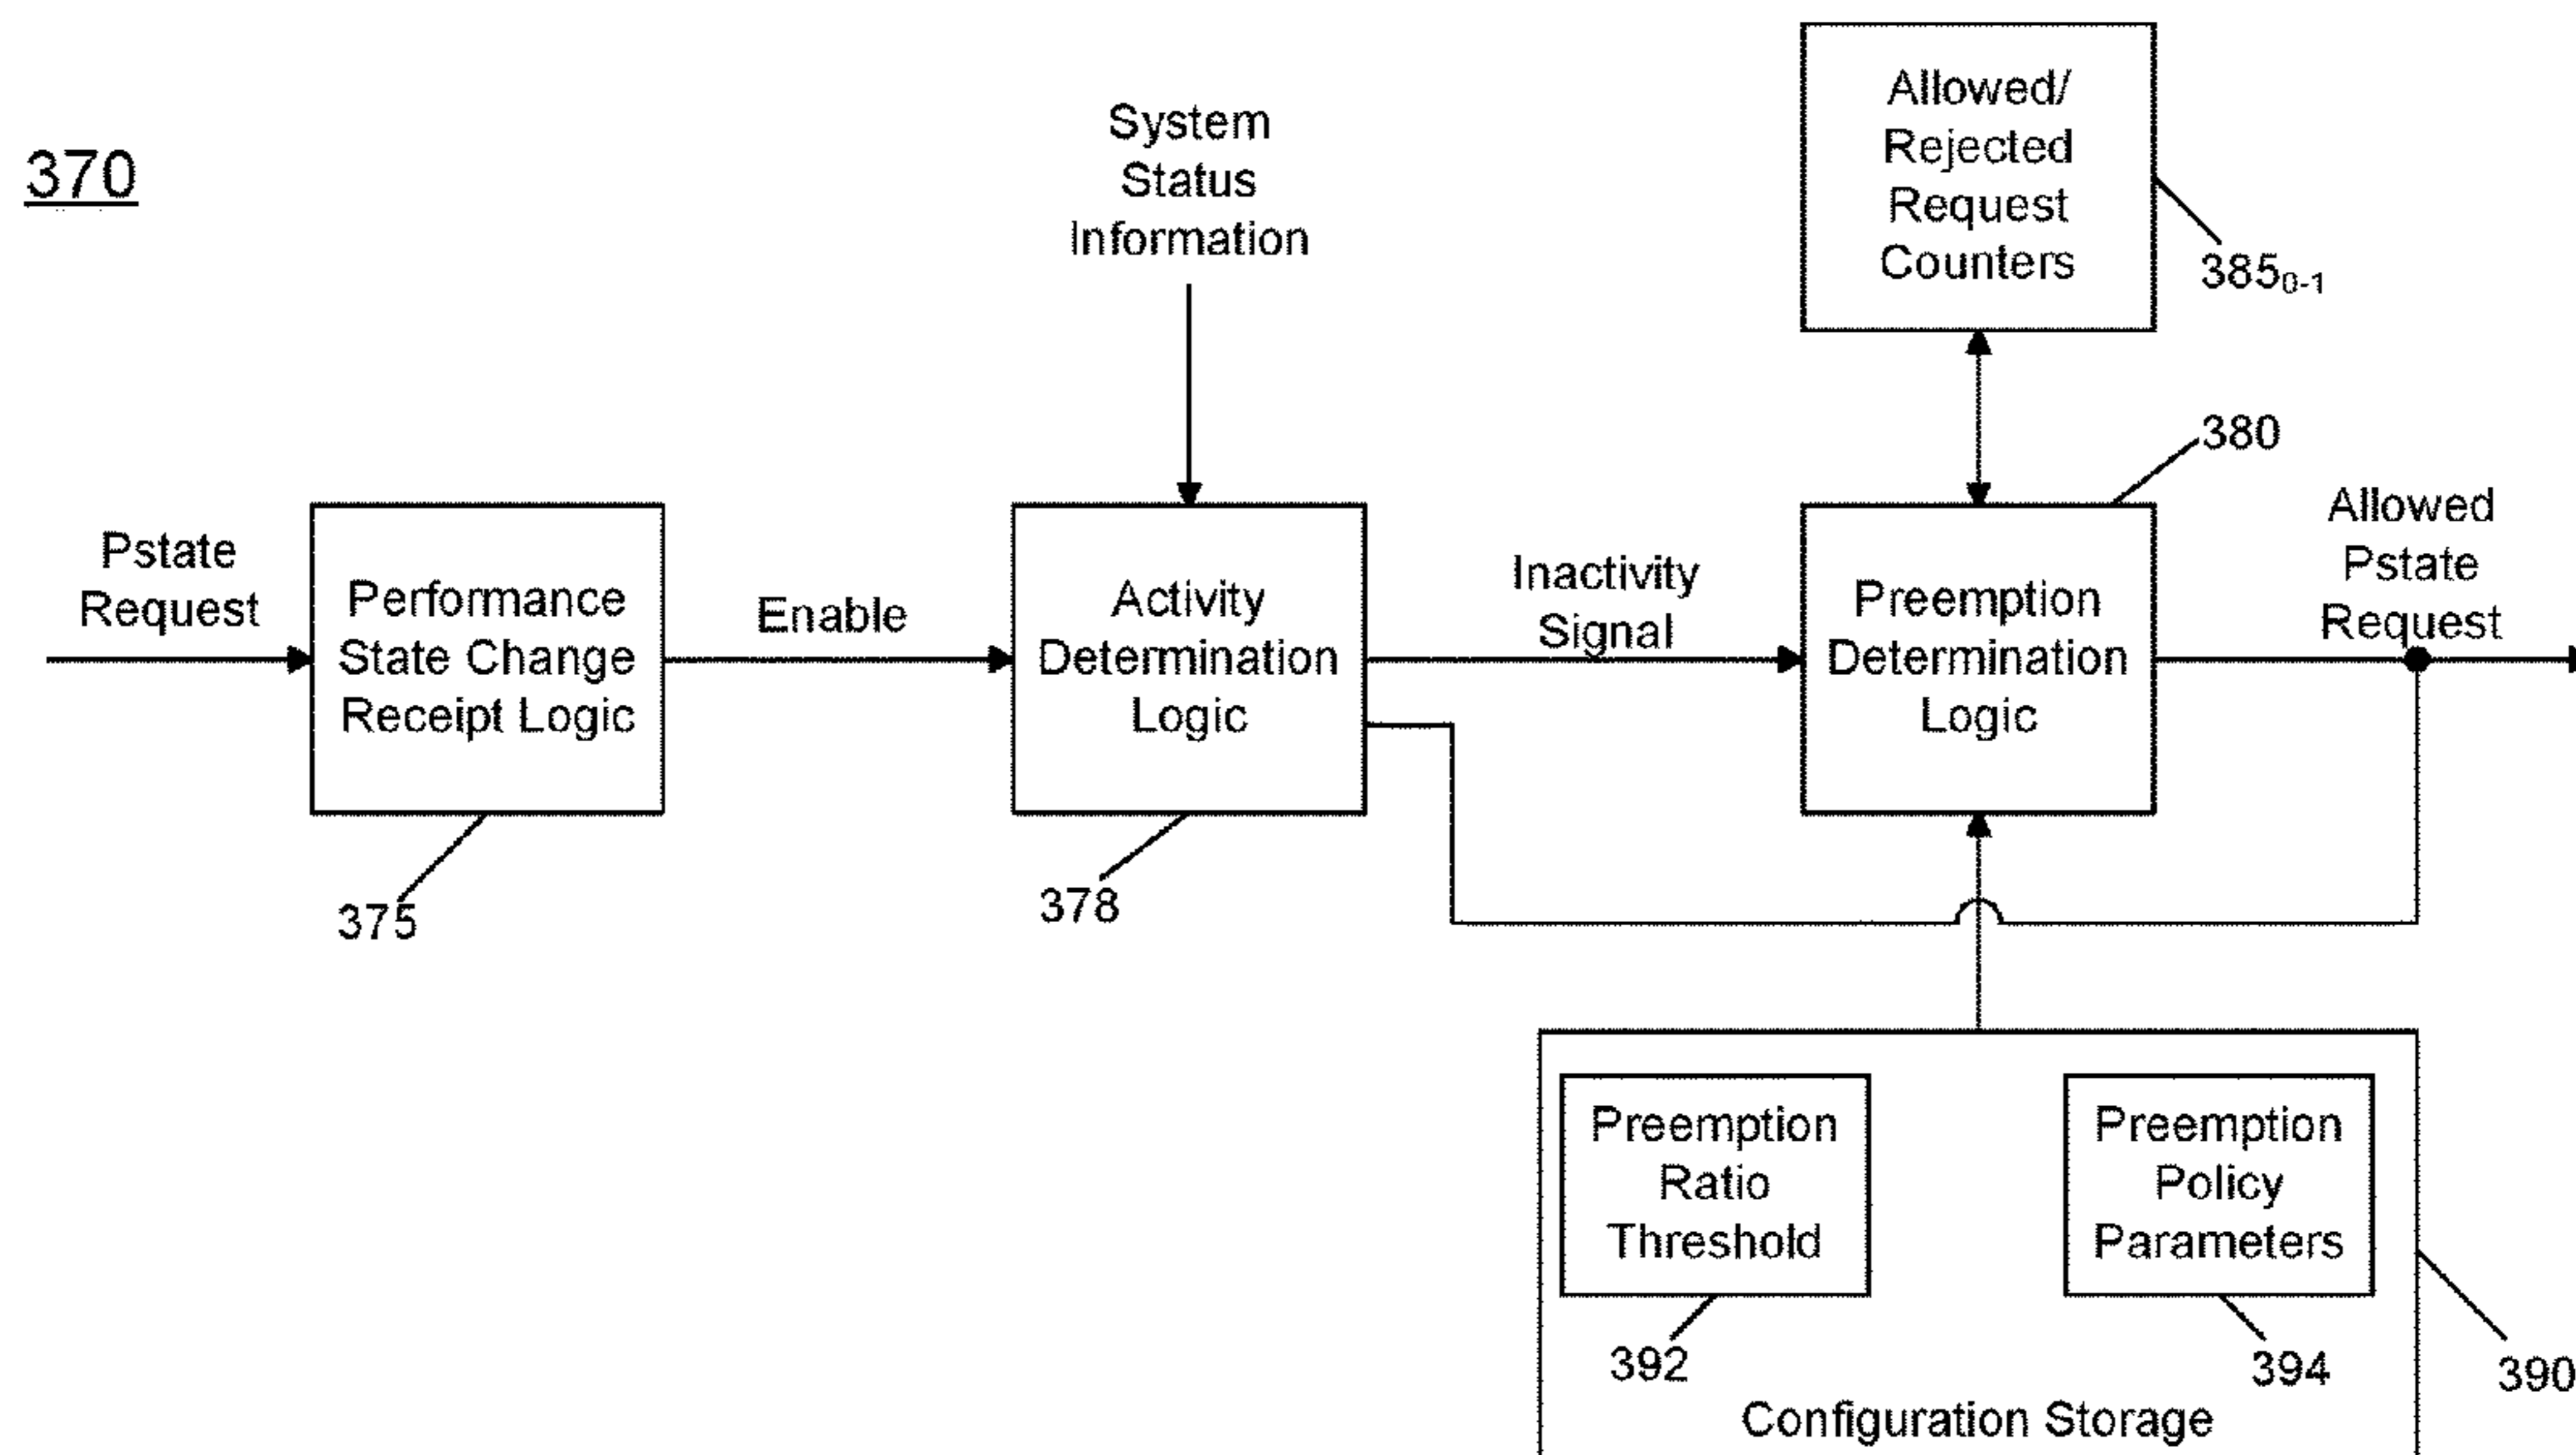 370
System
Status
Information
Allowed/
Rejected
Request
Counters
385₀₋₁
380
Pstate
Request
Performance
State Change
Receipt Logic
Enable
Activity
Determination
Logic
Inactivity
Signal
Preemption
Determination
Logic
Allowed
Pstate
Request
375
378
Preemption
Ratio
Threshold
Preemption
Policy
Parameters
392
394
390
Configuration Storage